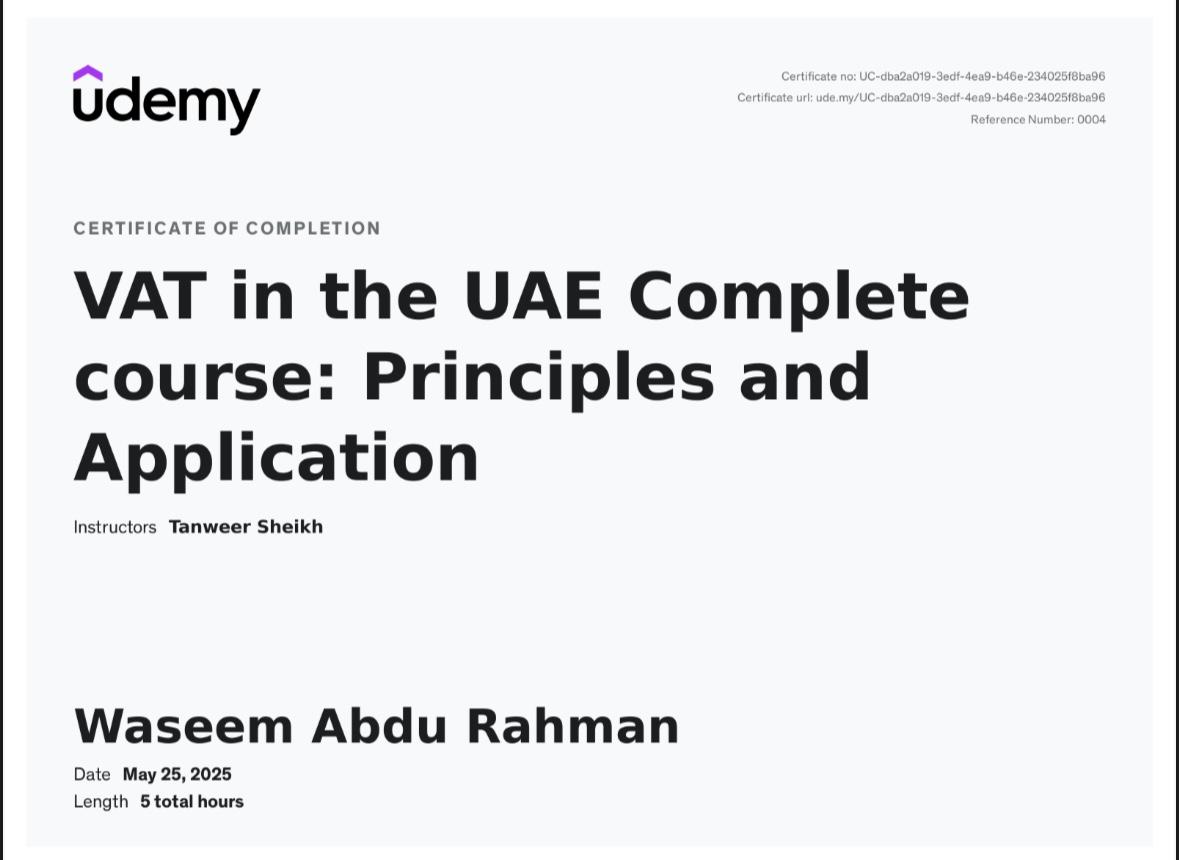 udemy
Certificate no: UC-dba2a019-3edf-4ea9-b46e-234025f8ba96
Certificate url: ude.my/UC-dba2a019-3edf-4ea9-b46e-234025f8ba96
Reference Number: 0004
CERTIFICATE OF COMPLETION
VAT in the UAE Complete
course: Principles and
Application
Instructors Tanweer Sheikh
Waseem Abdu Rahman
Date May 25, 2025
Length 5 total hours